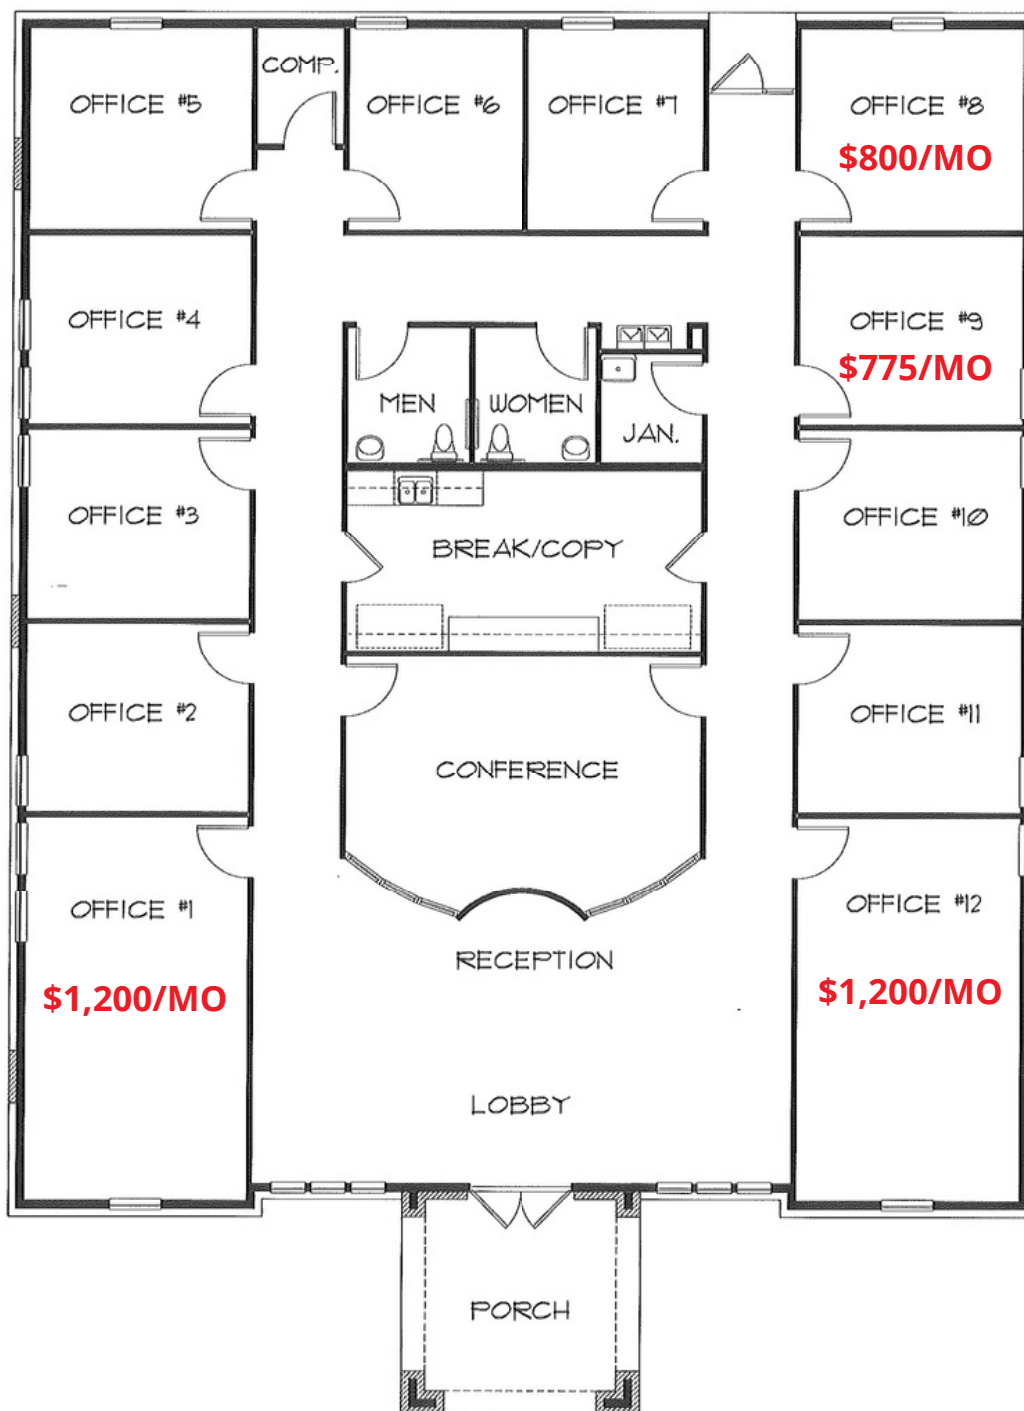 COMP.
OFFICE #5
OFFICE #6
OFFICE #7
OFFICE #8
$800/MO
OFFICE #4
OFFICE #9
$775/MO
MEN
WOMEN
JAN.
OFFICE #3
OFFICE #10
BREAK/COPY
OFFICE #2
OFFICE #11
CONFERENCE
OFFICE #1
OFFICE #12
RECEPTION
$1,200/MO
$1,200/MO
LOBBY
PORCH